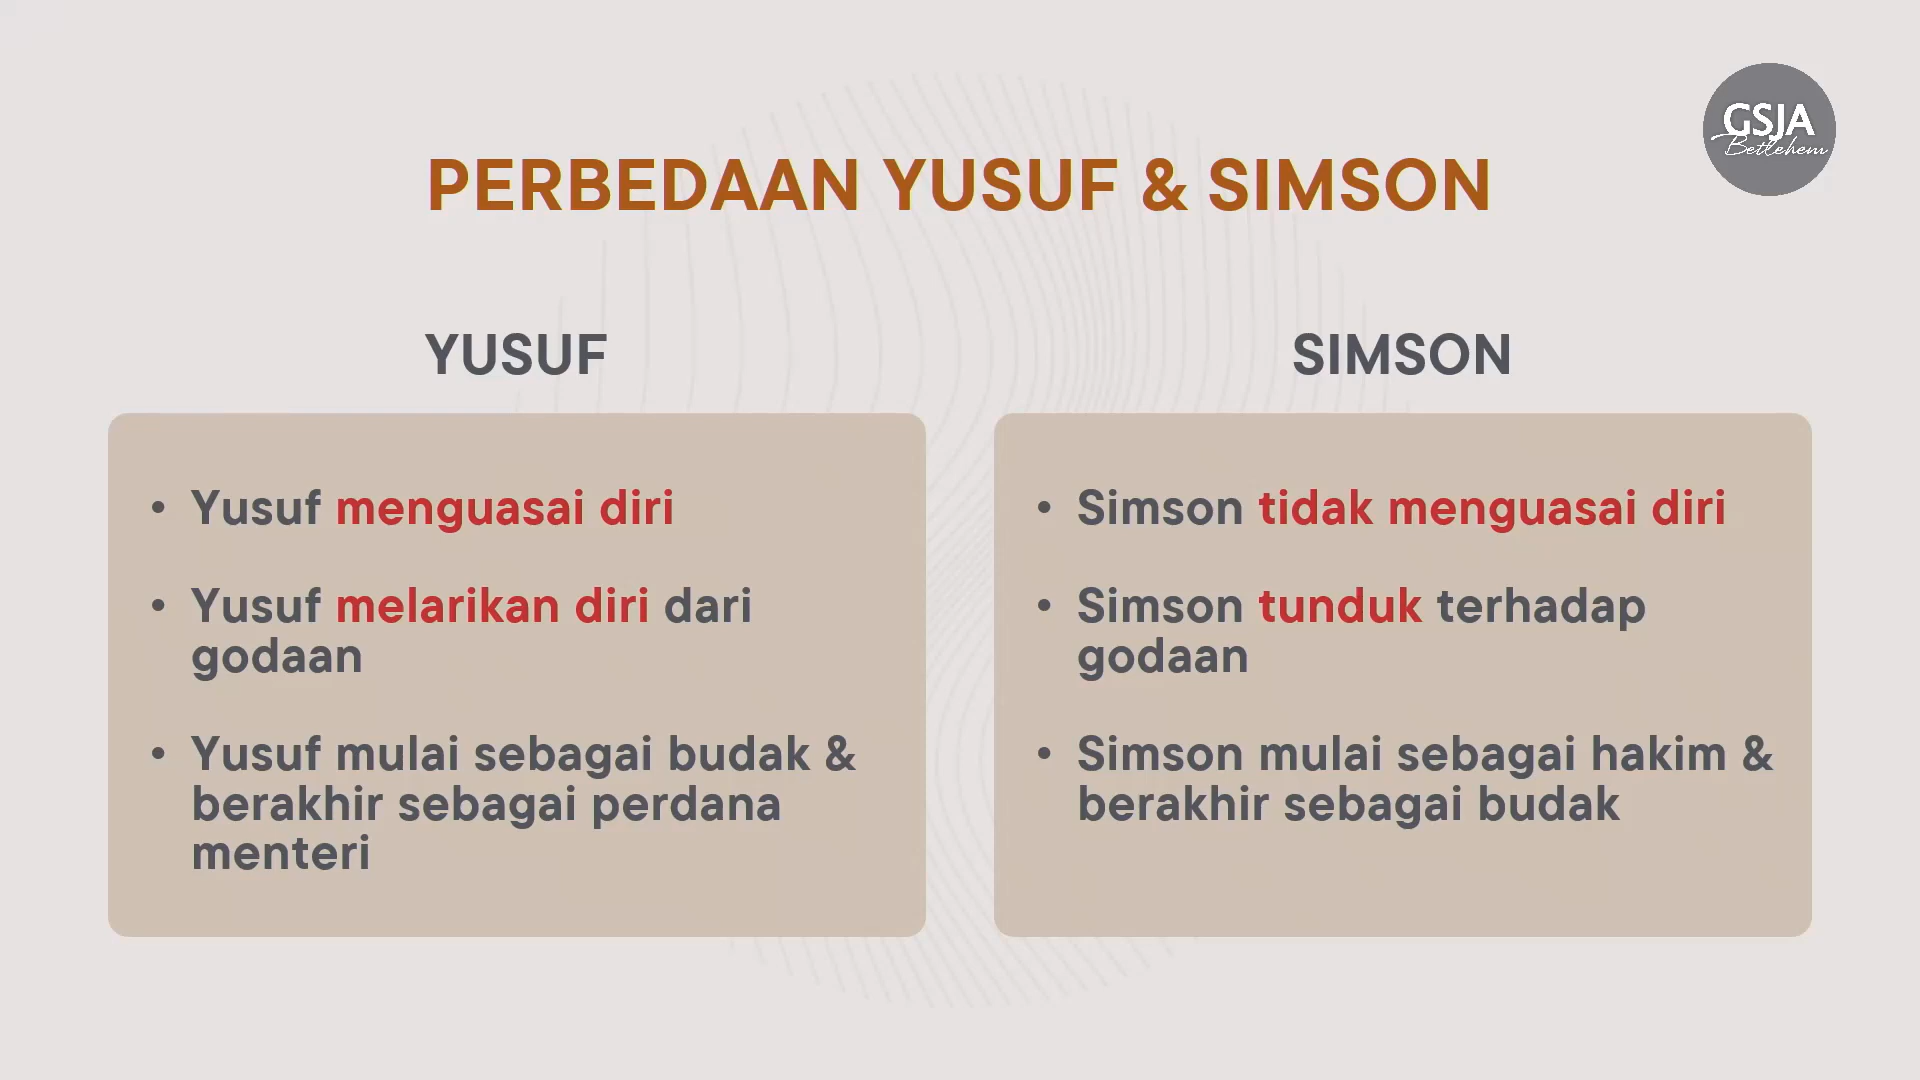 GSJA
Betlehem
PERBEDAAN YUSUF & SIMSON
YUSUF
• Yusuf menguasai diri
• Yusuf melarikan diri dari
godaan
• Yusuf mulai sebagai budak &
berakhir sebagai perdana
menteri
SIMSON
• Simson tidak menguasai diri
• Simson tunduk terhadap
godaan
• Simson mulai sebagai hakim &
berakhir sebagai budak